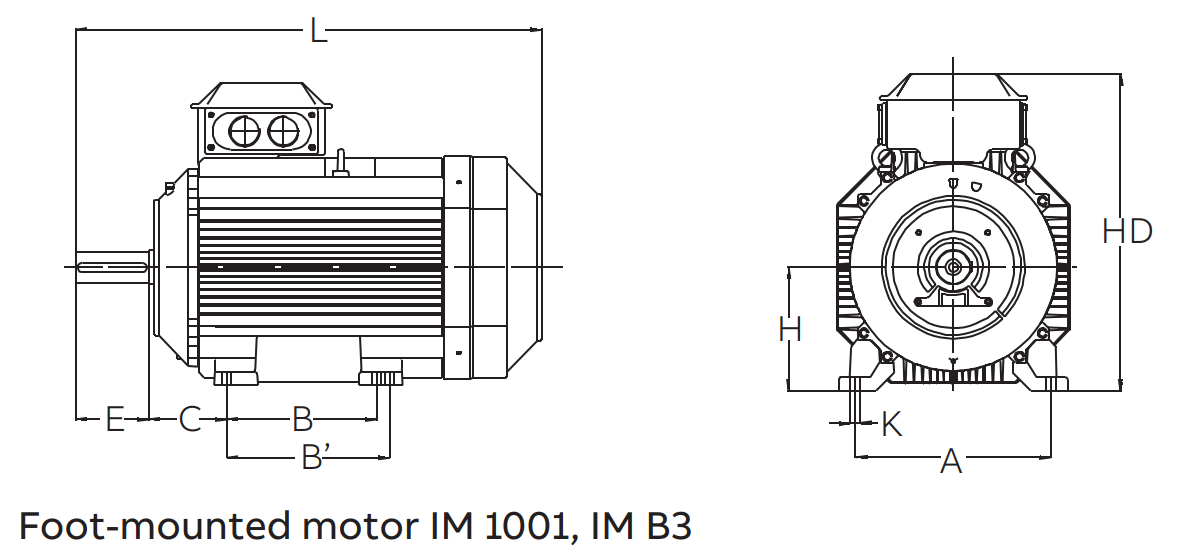 L
HD
H
E C B
K
B’
A
Foot-mounted motor IM 1001, IM B3